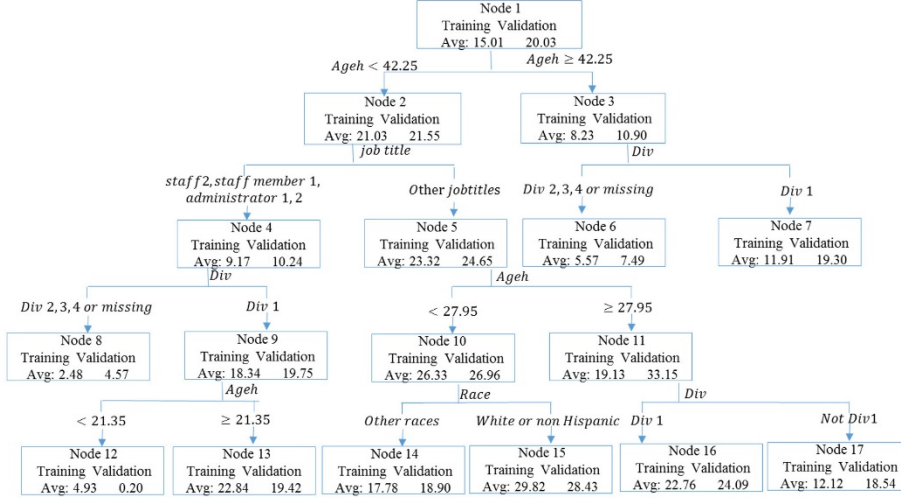 Node 1
Training Validation
Avg: 15.01 20.03
Ageh < 42.25
Ageh ≥ 42.25
Node 2
Training Validation
Avg: 21.03 21.55
Node 3
Training Validation
Avg: 8.23 10.90
job title
Div
staff2, staff member 1,
administrator 1, 2
Other jobtitles
Div 2,3,4 or missing
Div 1
Node 4
Training Validation
Avg: 9.17 10.24
Node 5
Training Validation
Avg: 23.32 24.65
Node 6
Training Validation
Avg: 5.57 7.49
Node 7
Training Validation
Avg: 11.91 19.30
Div
Ageh
Div 2,3,4 or missing
Div 1
< 27.95
≥ 27.95
Node 8
Training Validation
Avg: 2.48 4.57
Node 9
Training Validation
Avg: 18.34 19.75
Node 10
Training Validation
Avg: 26.33 26.96
Node 11
Training Validation
Avg: 19.13 33.15
Ageh
Race
Div
< 21.35
≥ 21.35
Other races
White or non Hispanic
Div 1
Not Div1
Node 12
Training Validation
Avg: 4.93 0.20
Node 13
Training Validation
Avg: 22.84 19.42
Node 14
Training Validation
Avg: 17.78 18.90
Node 15
Training Validation
Avg: 29.82 28.43
Node 16
Training Validation
Avg: 22.76 24.09
Node 17
Training Validation
Avg: 12.12 18.54